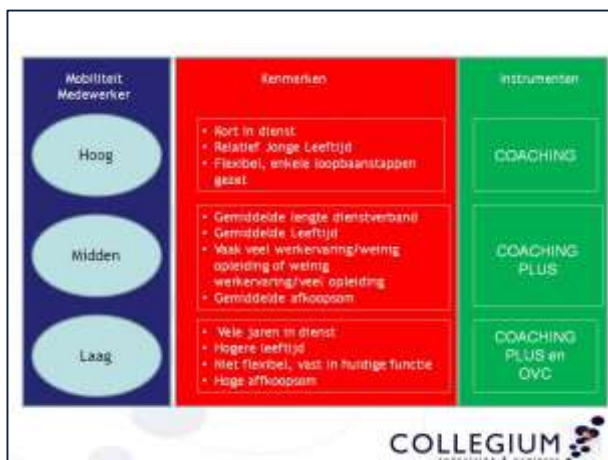 Mobiliteit
Medewerker
Kenmerken
Instrumenten
Hoog
• Kort in dienst
• Relatief Jonge Leeftijd
• Flexibel, enkele loopbaanstappen
gezet
COACHING
Midden
• Gemiddelde lengte dienstverband
• Gemiddelde Leeftijd
• Vaak veel werkervaring/weinig
opleiding of weinig
werkervaring/veel opleiding
• Gemiddelde afkoopsom
COACHING
PLUS
Laag
• Vele jaren in dienst
• Hogere leeftijd
• Niet flexibel, vast in huidige functie
• Hoge affkoopsom
COACHING
PLUS en
OVC
COLLEGIUM